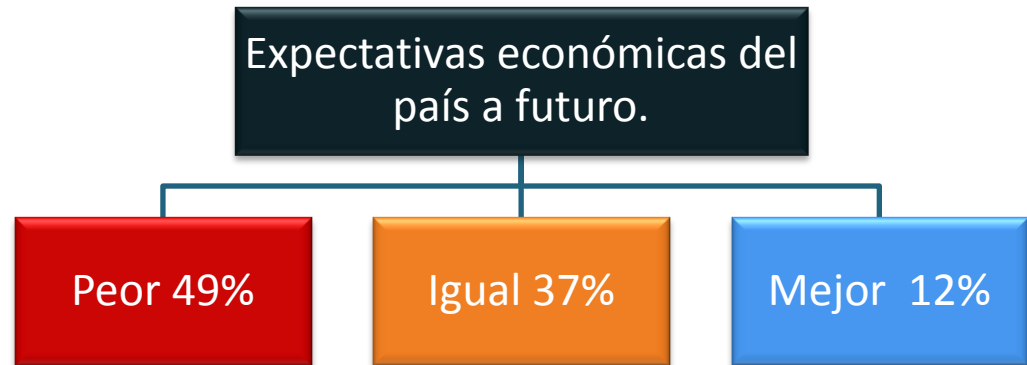 Expectativas económicas del
país a futuro.
Peor 49%
Igual 37%
Mejor  12%